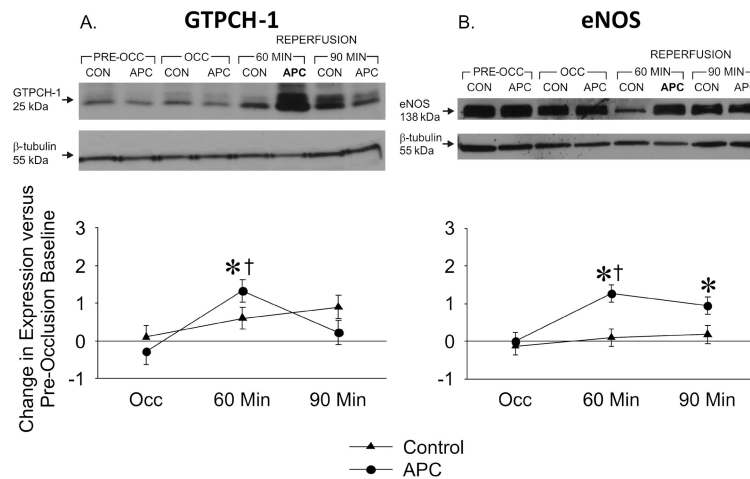 A.
GTPCH-1
REPERFUSION
PRE-OCC OCC 60 MIN 90 MIN
CON APC CON APC CON APC CON APC
GTPCH-1
25 kDa
β-tubulin
55 kDa
B.
eNOS
REPERFUSION
PRE-OCC OCC 60 MIN 90 MIN
CON APC CON APC CON APC CON APC
eNOS
138 kDa
β-tubulin
55 kDa
Change in Expression versus
Pre-Occlusion Baseline
3
2
1
0
-1
*†
Occ 60 Min 90 Min
3
2
1
0
-1
*† *
Occ 60 Min 90 Min
Control
APC